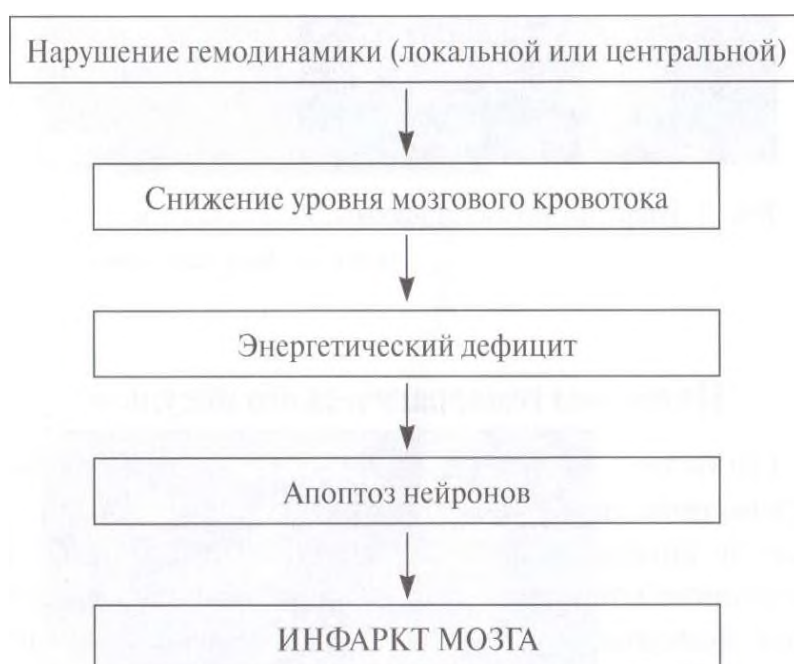 Нарушение гемодинамики (локальной или центральной)
Снижение уровня мозгового кровотока
Энергетический дефицит
Апоптоз нейронов
ИНФАРКТ МОЗГА